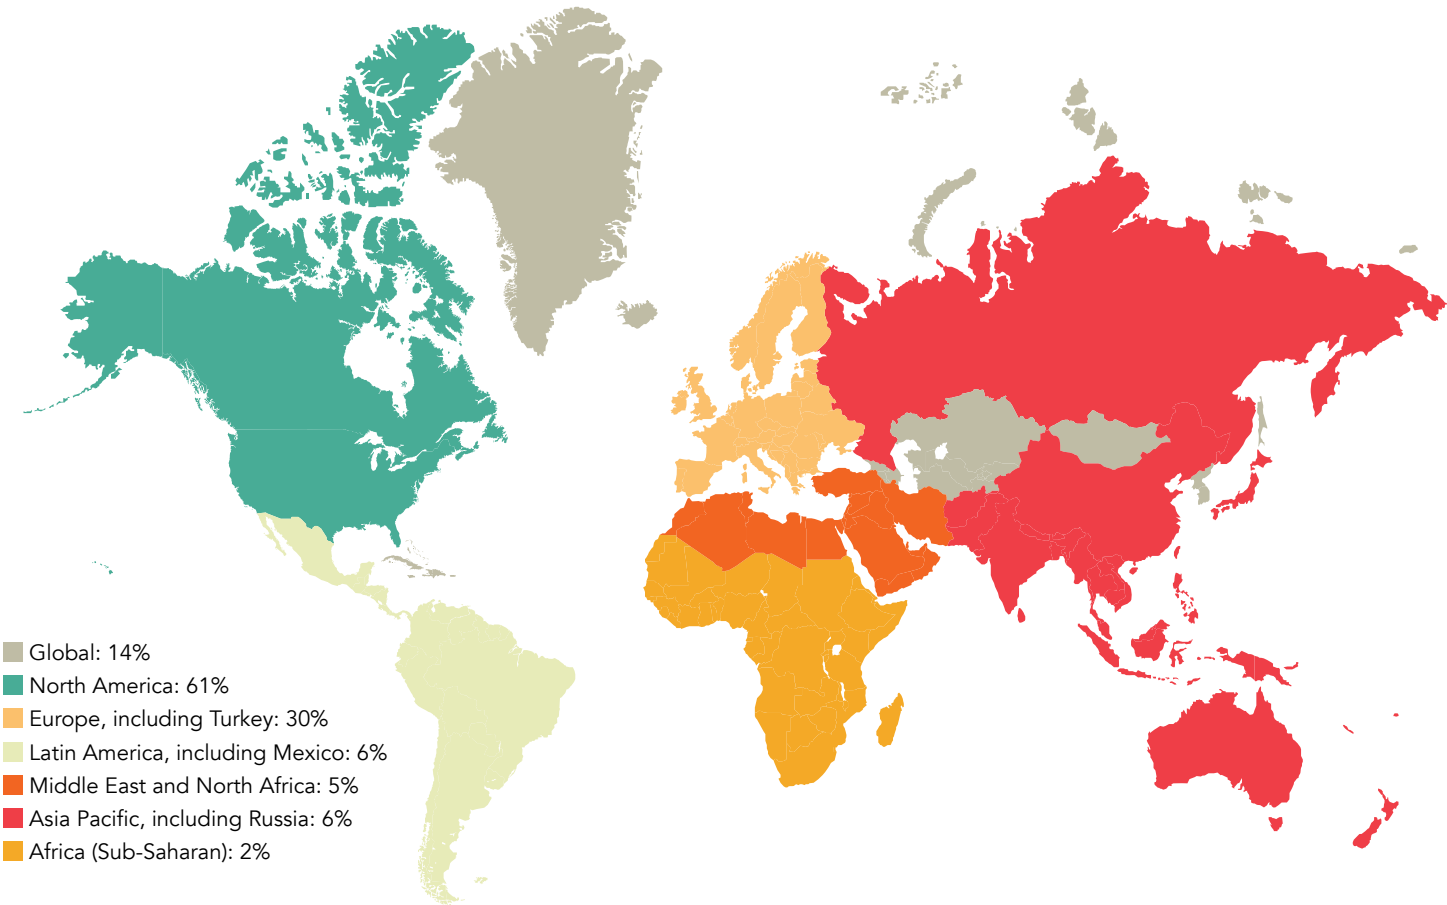 Global: 14%
North America: 61%
Europe, including Turkey: 30%
Latin America, including Mexico: 6%
Middle East and North Africa: 5%
Asia Pacific, including Russia: 6%
Africa (Sub-Saharan): 2%